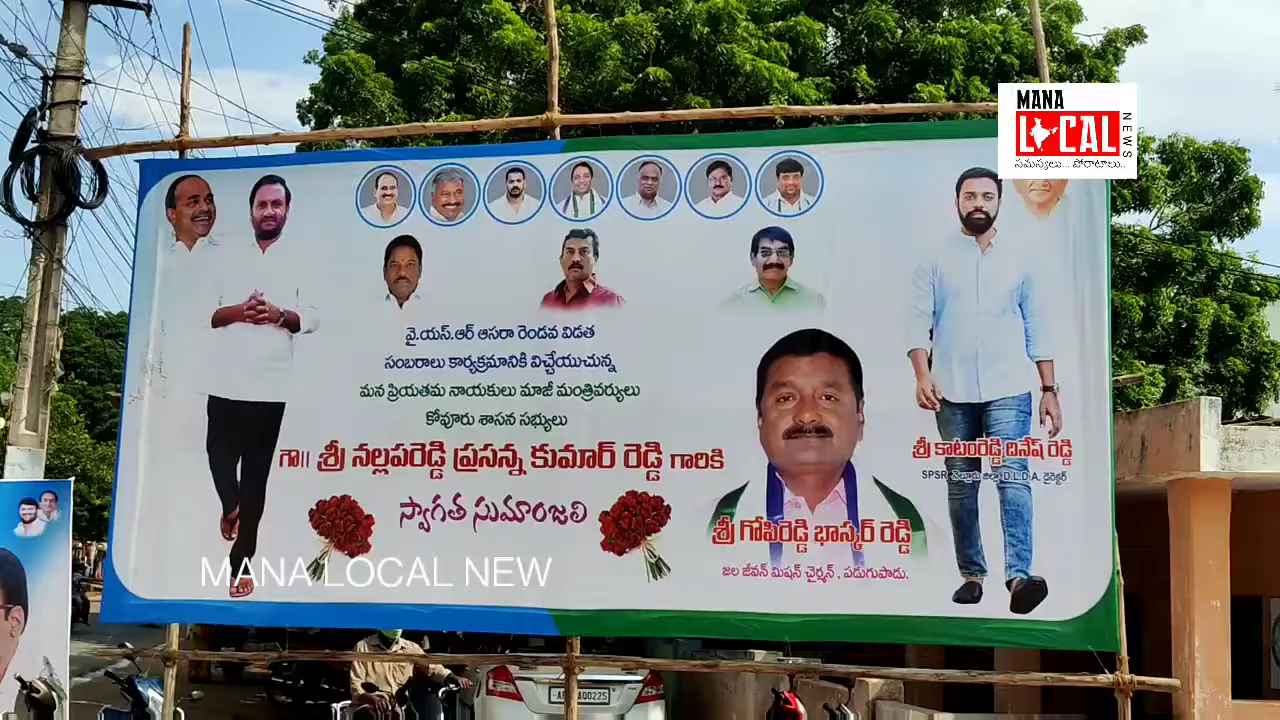 MANA
LOCAL
NEWS
సమస్యలు... పోరాటాలు..
వై.యస్.ఆర్ ఆసరా రెండవ విడత
సంబరాలు కార్యక్రమానికి విచ్చేయుచున్న
మన ప్రియతమ నాయకులు మాజీ మంత్రివర్యులు
కోవూరు శాసన సభ్యులు
గౌ|| శ్రీ నల్లపరెడ్డి ప్రసన్న కుమార్ రెడ్డి గారికి
స్వాగత సుమాంజలి
శ్రీ కాటంరెడ్డి దినేష్ రెడ్డి
SPSR నెల్లూరు జిల్లా D.L.D.A. డైరెక్టర్
శ్రీ గోపిరెడ్డి భాస్కర్ రెడ్డి
జల జీవన్ మిషన్ చైర్మన్ , పడుగుపాడు.
MANA LOCAL NEW